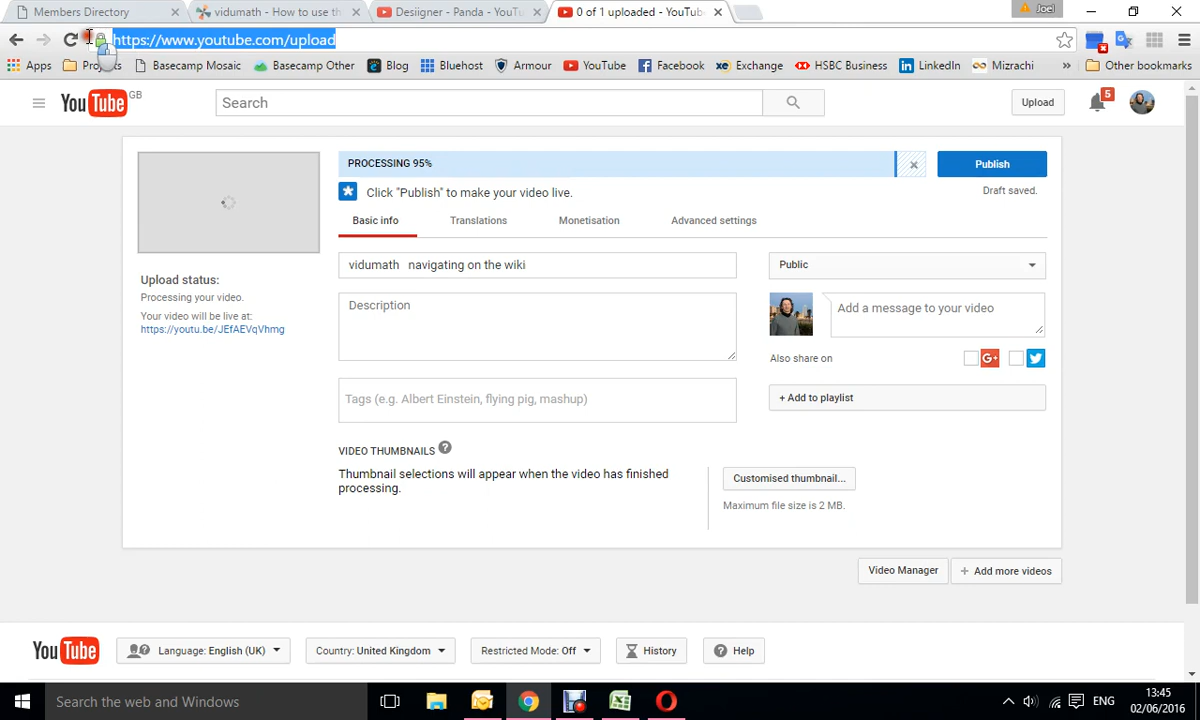 Members Directory
vidumath - How to use th
Desiigner - Panda - YouTu
0 of 1 uploaded - YouTub
Joel
https://www.youtube.com/upload
Apps
Basecamp Mosaic
Basecamp Other
Blog
Bluehost
Armour
YouTube
Facebook
Exchange
HSBC Business
LinkedIn
Mizrachi
»
Other bookmarks
YouTube GB
Search
Upload
5
PROCESSING 95%
Publish
Click "Publish" to make your video live.
Draft saved.
Basic info
Translations
Monetisation
Advanced settings
vidumath navigating on the wiki
Public
Upload status:
Processing your video.
Your video will be live at:
https://youtu.be/JEfAEVqVhmg
Description
Add a message to your video
Also share on
G+
Tags (e.g. Albert Einstein, flying pig, mashup)
+ Add to playlist
VIDEO THUMBNAILS ?
Thumbnail selections will appear when the video has finished
processing.
Customised thumbnail...
Maximum file size is 2 MB.
Video Manager
+ Add more videos
YouTube
Language: English (UK)
Country: United Kingdom
Restricted Mode: Off
History
Help
Search the web and Windows
ENG
13:45
02/06/2016